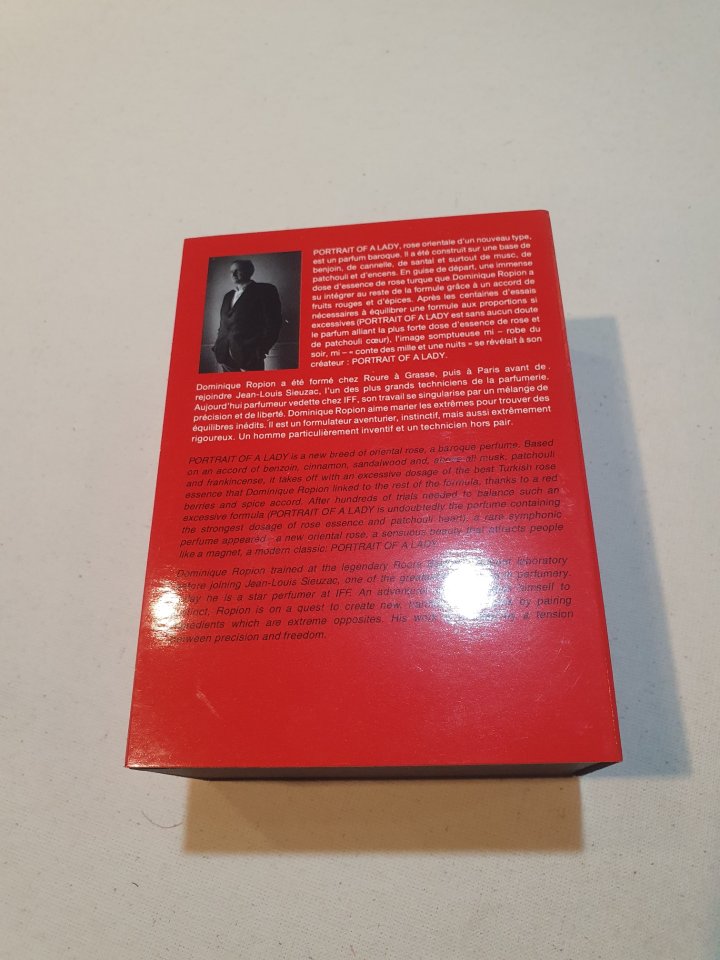 PORTRAIT OF A LADY, rose orientale d'un nouveau type,
est un parfum baroque. Il a été construit sur une base de
benjoin, de cannelle, de santal et surtout de musc, de
patchouli et d'encens. En guise de départ, une immense
dose d'essence de rose turque que Dominique Ropion a
su intégrer au reste de la formule grâce à un accord de
fruits rouges et d'épices. Après les centaines d'essais
nécessaires à équilibrer une formule aux proportions si
excessives (PORTRAIT OF A LADY est sans aucun doute
le parfum alliant la plus forte dose d'essence de rose et
de patchouli cœur), l'image somptueuse mi – robe du
soir, mi – « conte des mille et une nuits » se révélait à son
créateur : PORTRAIT OF A LADY.
Dominique Ropion a été formé chez Roure à Grasse, puis à Paris avant de
rejoindre Jean-Louis Sieuzac, l'un des plus grands techniciens de la parfumerie.
Aujourd'hui parfumeur vedette chez IFF, son travail se singularise par un mélange de
précision et de liberté. Dominique Ropion aime marier les extrêmes pour trouver des
équilibres inédits. Il est un formulateur aventurier, instinctif, mais aussi extrêmement
rigoureux. Un homme particulièrement inventif et un technicien hors pair.
PORTRAIT OF A LADY is a new breed of oriental rose, a baroque perfume. Based
on an accord of benzoin, cinnamon, sandalwood and, above all musk, patchouli
and frankincense, it takes off with an excessive dosage of the best Turkish rose
essence that Dominique Ropion linked to the rest of the formula, thanks to a red
berries and spice accord. After hundreds of trials needed to balance such an
excessive formula (PORTRAIT OF A LADY is undoubtedly the perfume containing
the strongest dosage of rose essence and patchouli heart), a rare symphonic
perfume appeared - a new oriental rose, a sensuous beauty that attracts people
like a magnet, a modern classic: PORTRAIT OF A LADY.
Dominique Ropion trained at the legendary Roure laboratory
before joining Jean-Louis Sieuzac, one of the perfumery.
he is a star perfumer at IFF. An himself to
Ropion is on a quest to create new, by pairing
which are extreme opposites. His tension
between precision and freedom.